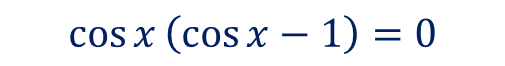 cos x (cos x − 1) = 0